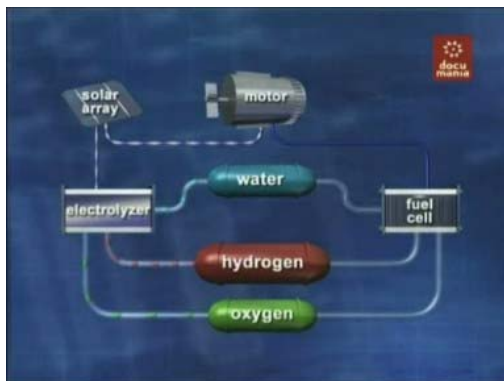 docu
mania
solar
array
motor
water
electrolyzer
fuel
cell
hydrogen
oxygen